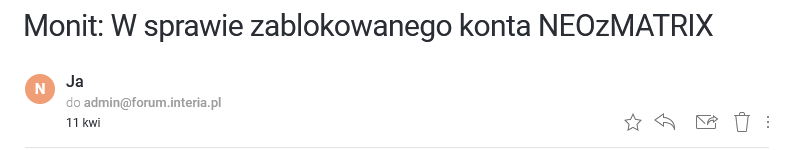 Monit: W sprawie zablokowanego konta NEOzMATRIX
N
Ja
do admin@forum.interia.pl
11 kwi